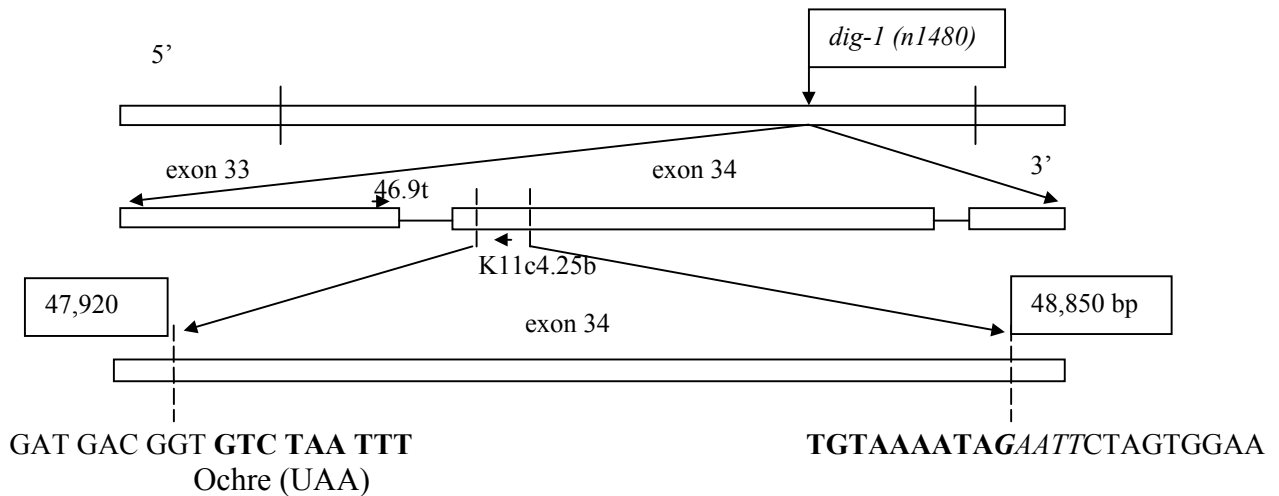 dig-1 (n1480)
5’
exon 33
exon 34
3’
46.9t
K11c4.25b
47,920
exon 34
48,850 bp
GAT GAC GGT GTC TAA TTT
TGTAAAATAGAATTCTAGTGGAA
Ochre (UAA)